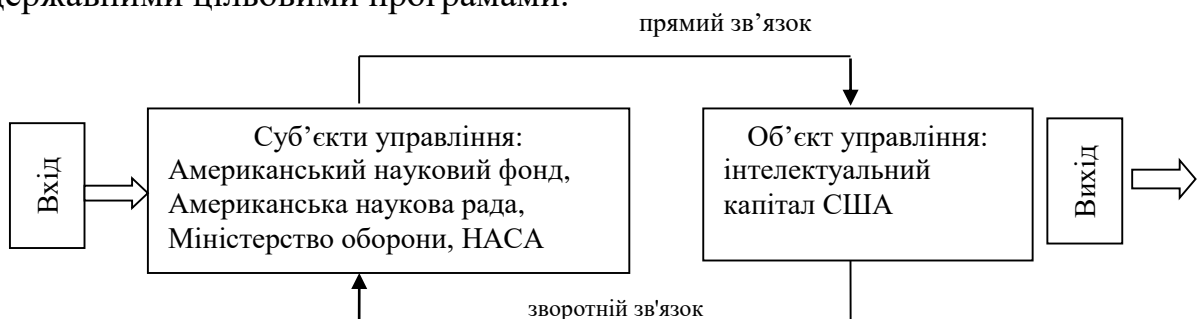 державними цільовими програмами.
прямий зв’язок
Вхід
Суб’єкти управління:
Американський науковий фонд,
Американська наукова рада,
Міністерство оборони, НАСА
Об’єкт управління:
інтелектуальний
капітал США
Вихід
зворотній зв'язок